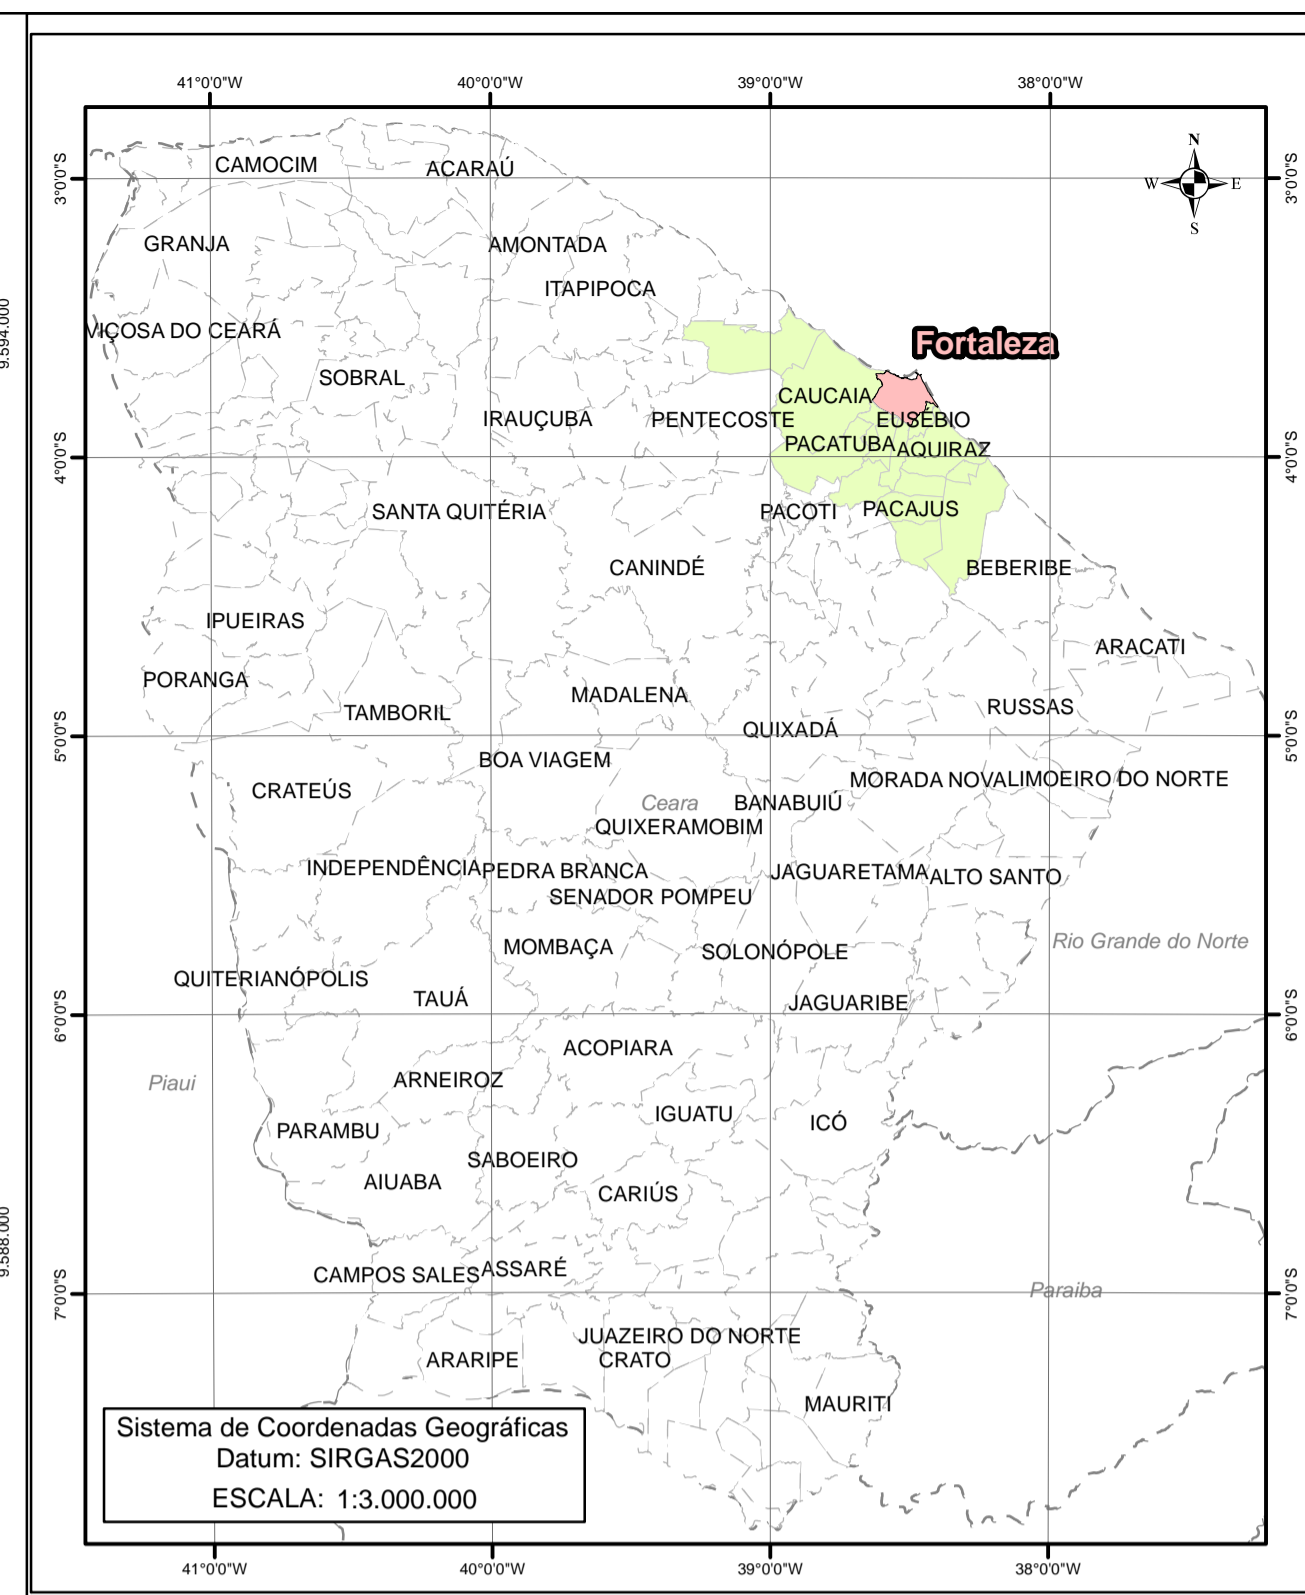 41°0'0"W 40°0'0"W 39°0'0"W 38°0'0"W
N
W E
S
3°0'0"S 3°0'0"S
CAMOCIM ACARAÚ
GRANJA AMONTADA
ITAPIPOCA
9.594.000
VIÇOSA DO CEARÁ
Fortaleza
SOBRAL
CAUCAIA
IRAUÇUBA PENTECOSTE EUSÉBIO
PACATUBA AQUIRAZ
4°0'0"S 4°0'0"S
SANTA QUITÉRIA PACOTI PACAJUS
CANINDÉ BEBERIBE
IPUEIRAS
ARACATI
PORANGA
MADALENA
TAMBORIL RUSSAS
QUIXADÁ
5°0'0"S 5°0'0"S
BOA VIAGEM
CRATEÚS MORADA NOVA LIMOEIRO DO NORTE
Ceara BANABUIÚ
QUIXERAMOBIM
INDEPENDÊNCIA PEDRA BRANCA JAGUARETAMA ALTO SANTO
SENADOR POMPEU
MOMBAÇA SOLONÓPOLE Rio Grande do Norte
QUITERIANÓPOLIS
TAUÁ JAGUARIBE
6°0'0"S 6°0'0"S
ACOPIARA
Piaui ARNEIROZ
IGUATU ICÓ
PARAMBU
SABOEIRO
AIUABA CARIÚS
9.588.000
CAMPOS SALES ASSARÉ
7°0'0"S Paraiba 7°0'0"S
JUAZEIRO DO NORTE
ARARIPE CRATO
MAURITI
Sistema de Coordenadas Geográficas
Datum: SIRGAS2000
ESCALA: 1:3.000.000
41°0'0"W 40°0'0"W 39°0'0"W 38°0'0"W